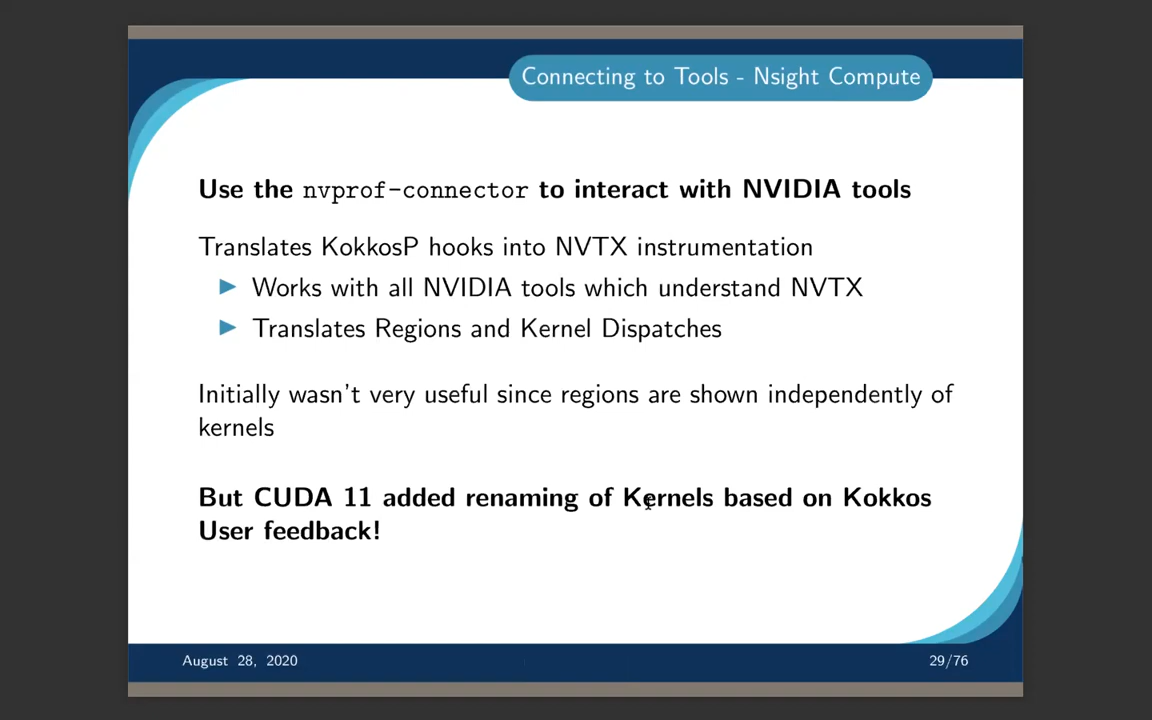 Connecting to Tools - Nsight Compute
Use the nvprof-connector to interact with NVIDIA tools
Translates KokkosP hooks into NVTX instrumentation
Works with all NVIDIA tools which understand NVTX
Translates Regions and Kernel Dispatches
Initially wasn't very useful since regions are shown independently of
kernels
But CUDA 11 added renaming of Kernels based on Kokkos
User feedback!
August 28, 2020
29/76